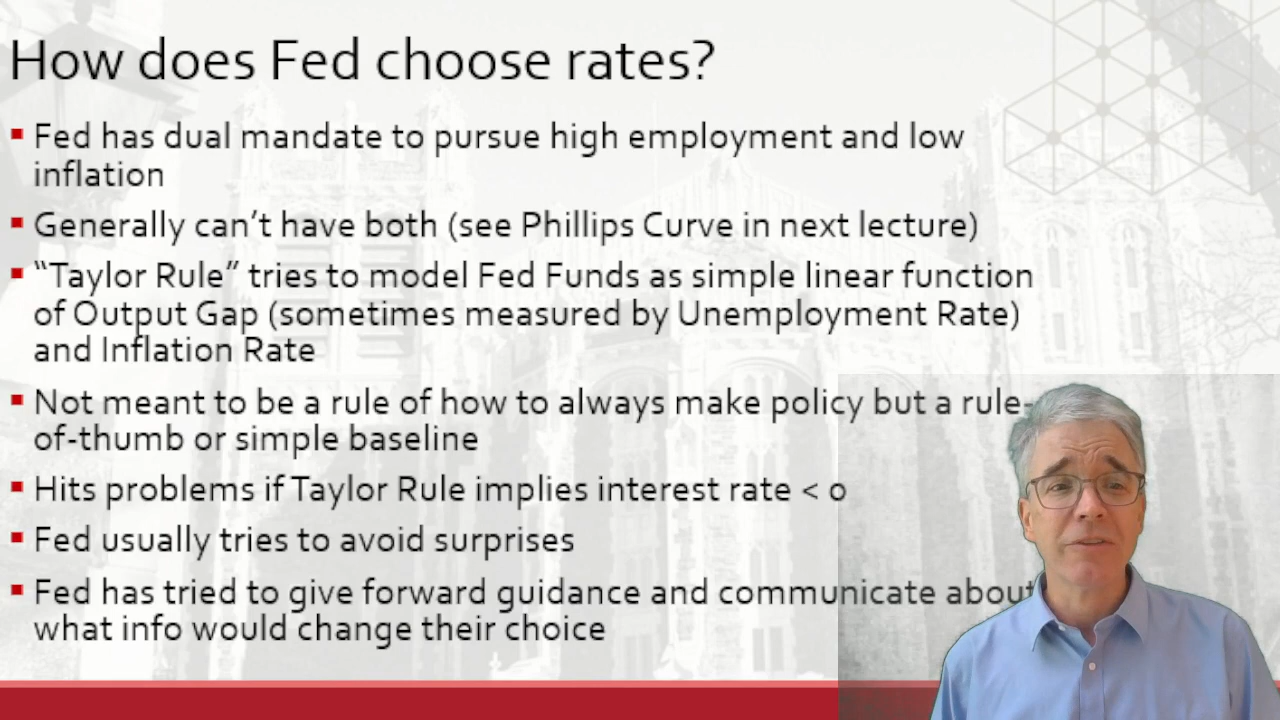 How does Fed choose rates?
Fed has dual mandate to pursue high employment and low
inflation
Generally can't have both (see Phillips Curve in next lecture)
"Taylor Rule" tries to model Fed Funds as simple linear function
of Output Gap (sometimes measured by Unemployment Rate)
and Inflation Rate
Not meant to be a rule of how to always make policy but a rule-
of-thumb or simple baseline
Hits problems if Taylor Rule implies interest rate < 0
Fed usually tries to avoid surprises
Fed has tried to give forward guidance and communicate about
what info would change their choice